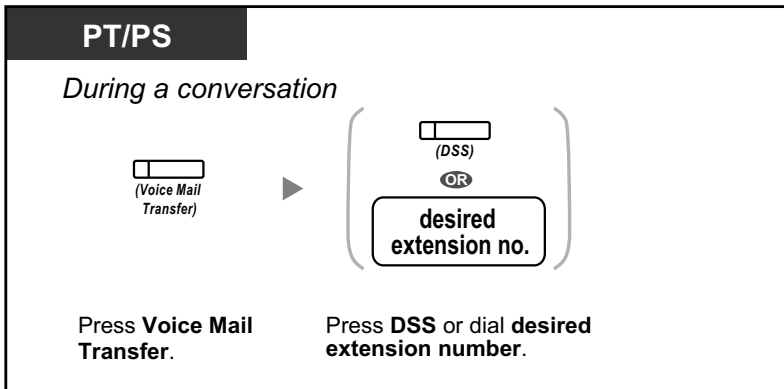 PT/PS
During a conversation
(Voice Mail
Transfer)
(DSS)
OR
desired
extension no.
Press Voice Mail
Transfer.
Press DSS or dial desired
extension number.